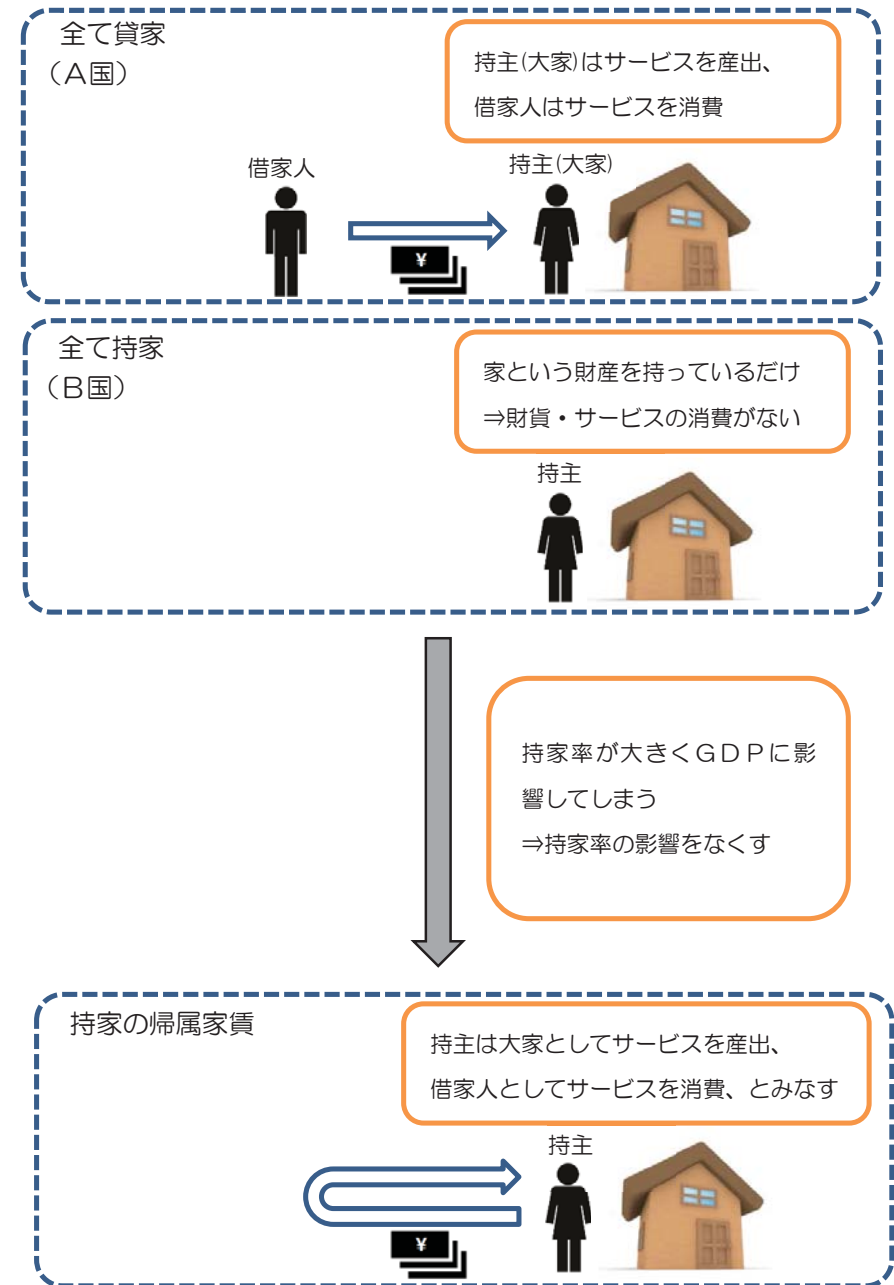 全て貸家
（Ａ国）
持主(大家)はサービスを産出、
借家人はサービスを消費
借家人
持主(大家)
¥
全て持家
（Ｂ国）
家という財産を持っているだけ
⇒財貨・サービスの消費がない
持主
持家率が大きくＧＤＰに影
響してしまう
⇒持家率の影響をなくす
持家の帰属家賃
持主は大家としてサービスを産出、
借家人としてサービスを消費、とみなす
持主
¥